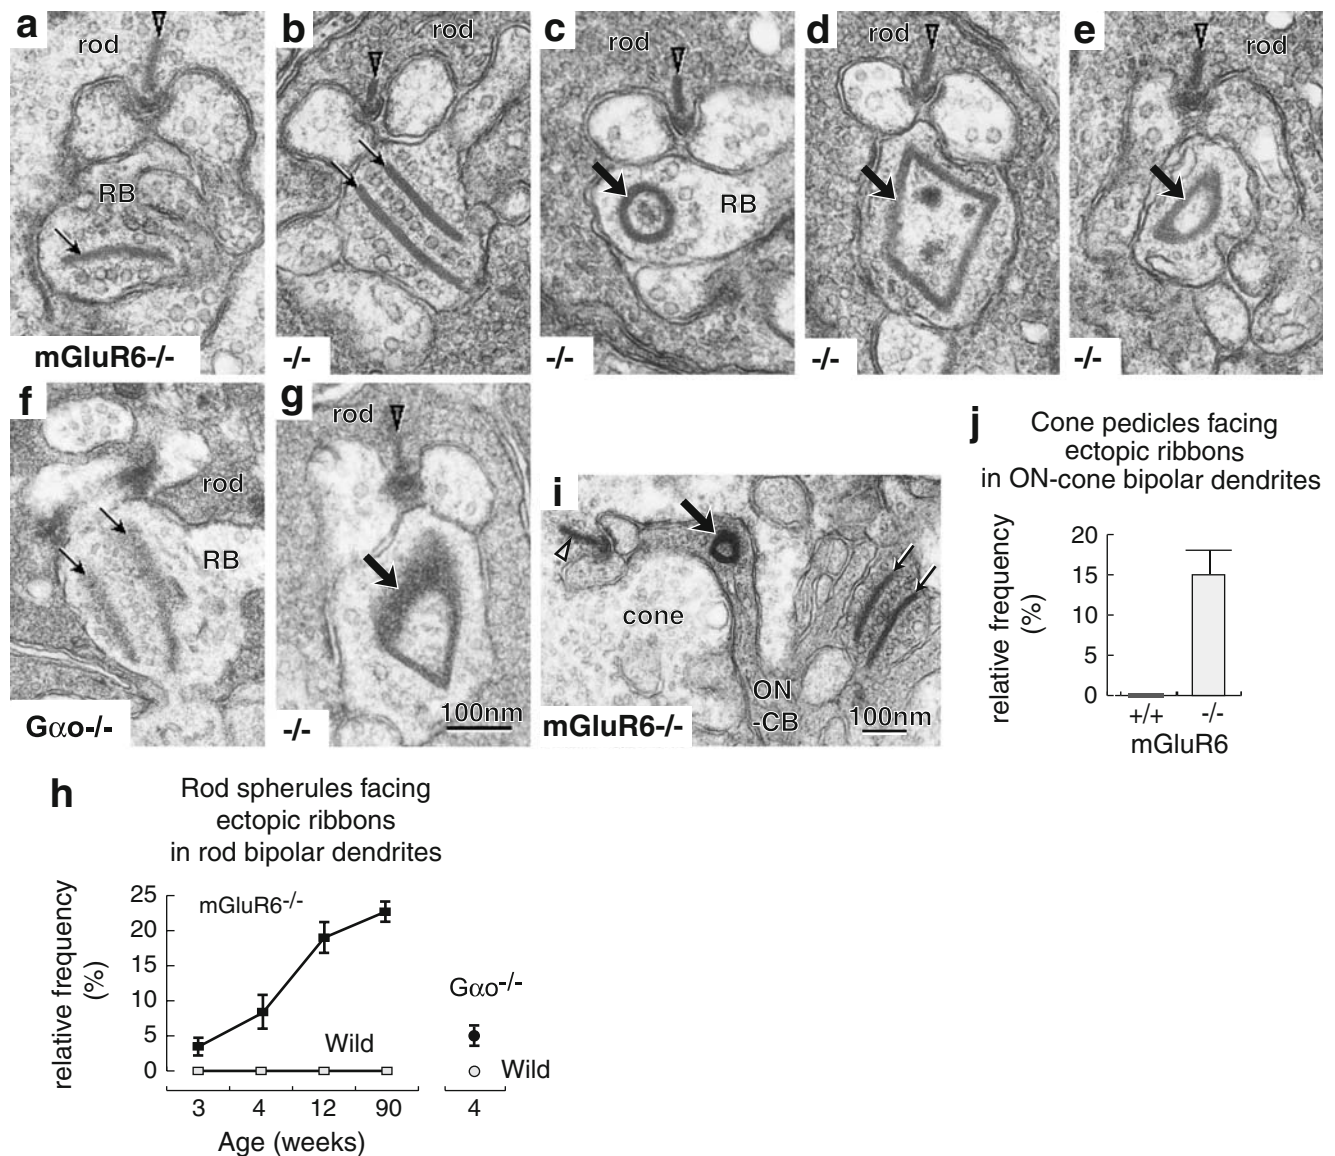 a
rod
RB
mGluR6-/-
b
rod
-/-
c
rod
RB
-/-
d
rod
-/-
e
rod
-/-
f
rod
RB
Gαo-/-
g
rod
100nm
-/-
i
cone
ON
-CB
100nm
mGluR6-/-
j
Cone pedicles facing
ectopic ribbons
in ON-cone bipolar dendrites
relative frequency
(%)
20
15
10
5
0
+/+ -/-
mGluR6
h
Rod spherules facing
ectopic ribbons
in rod bipolar dendrites
relative frequency
(%)
25
20
15
10
5
0
mGluR6-/-
Wild
Gαo-/-
Wild
3 4 12 90 4
Age (weeks)